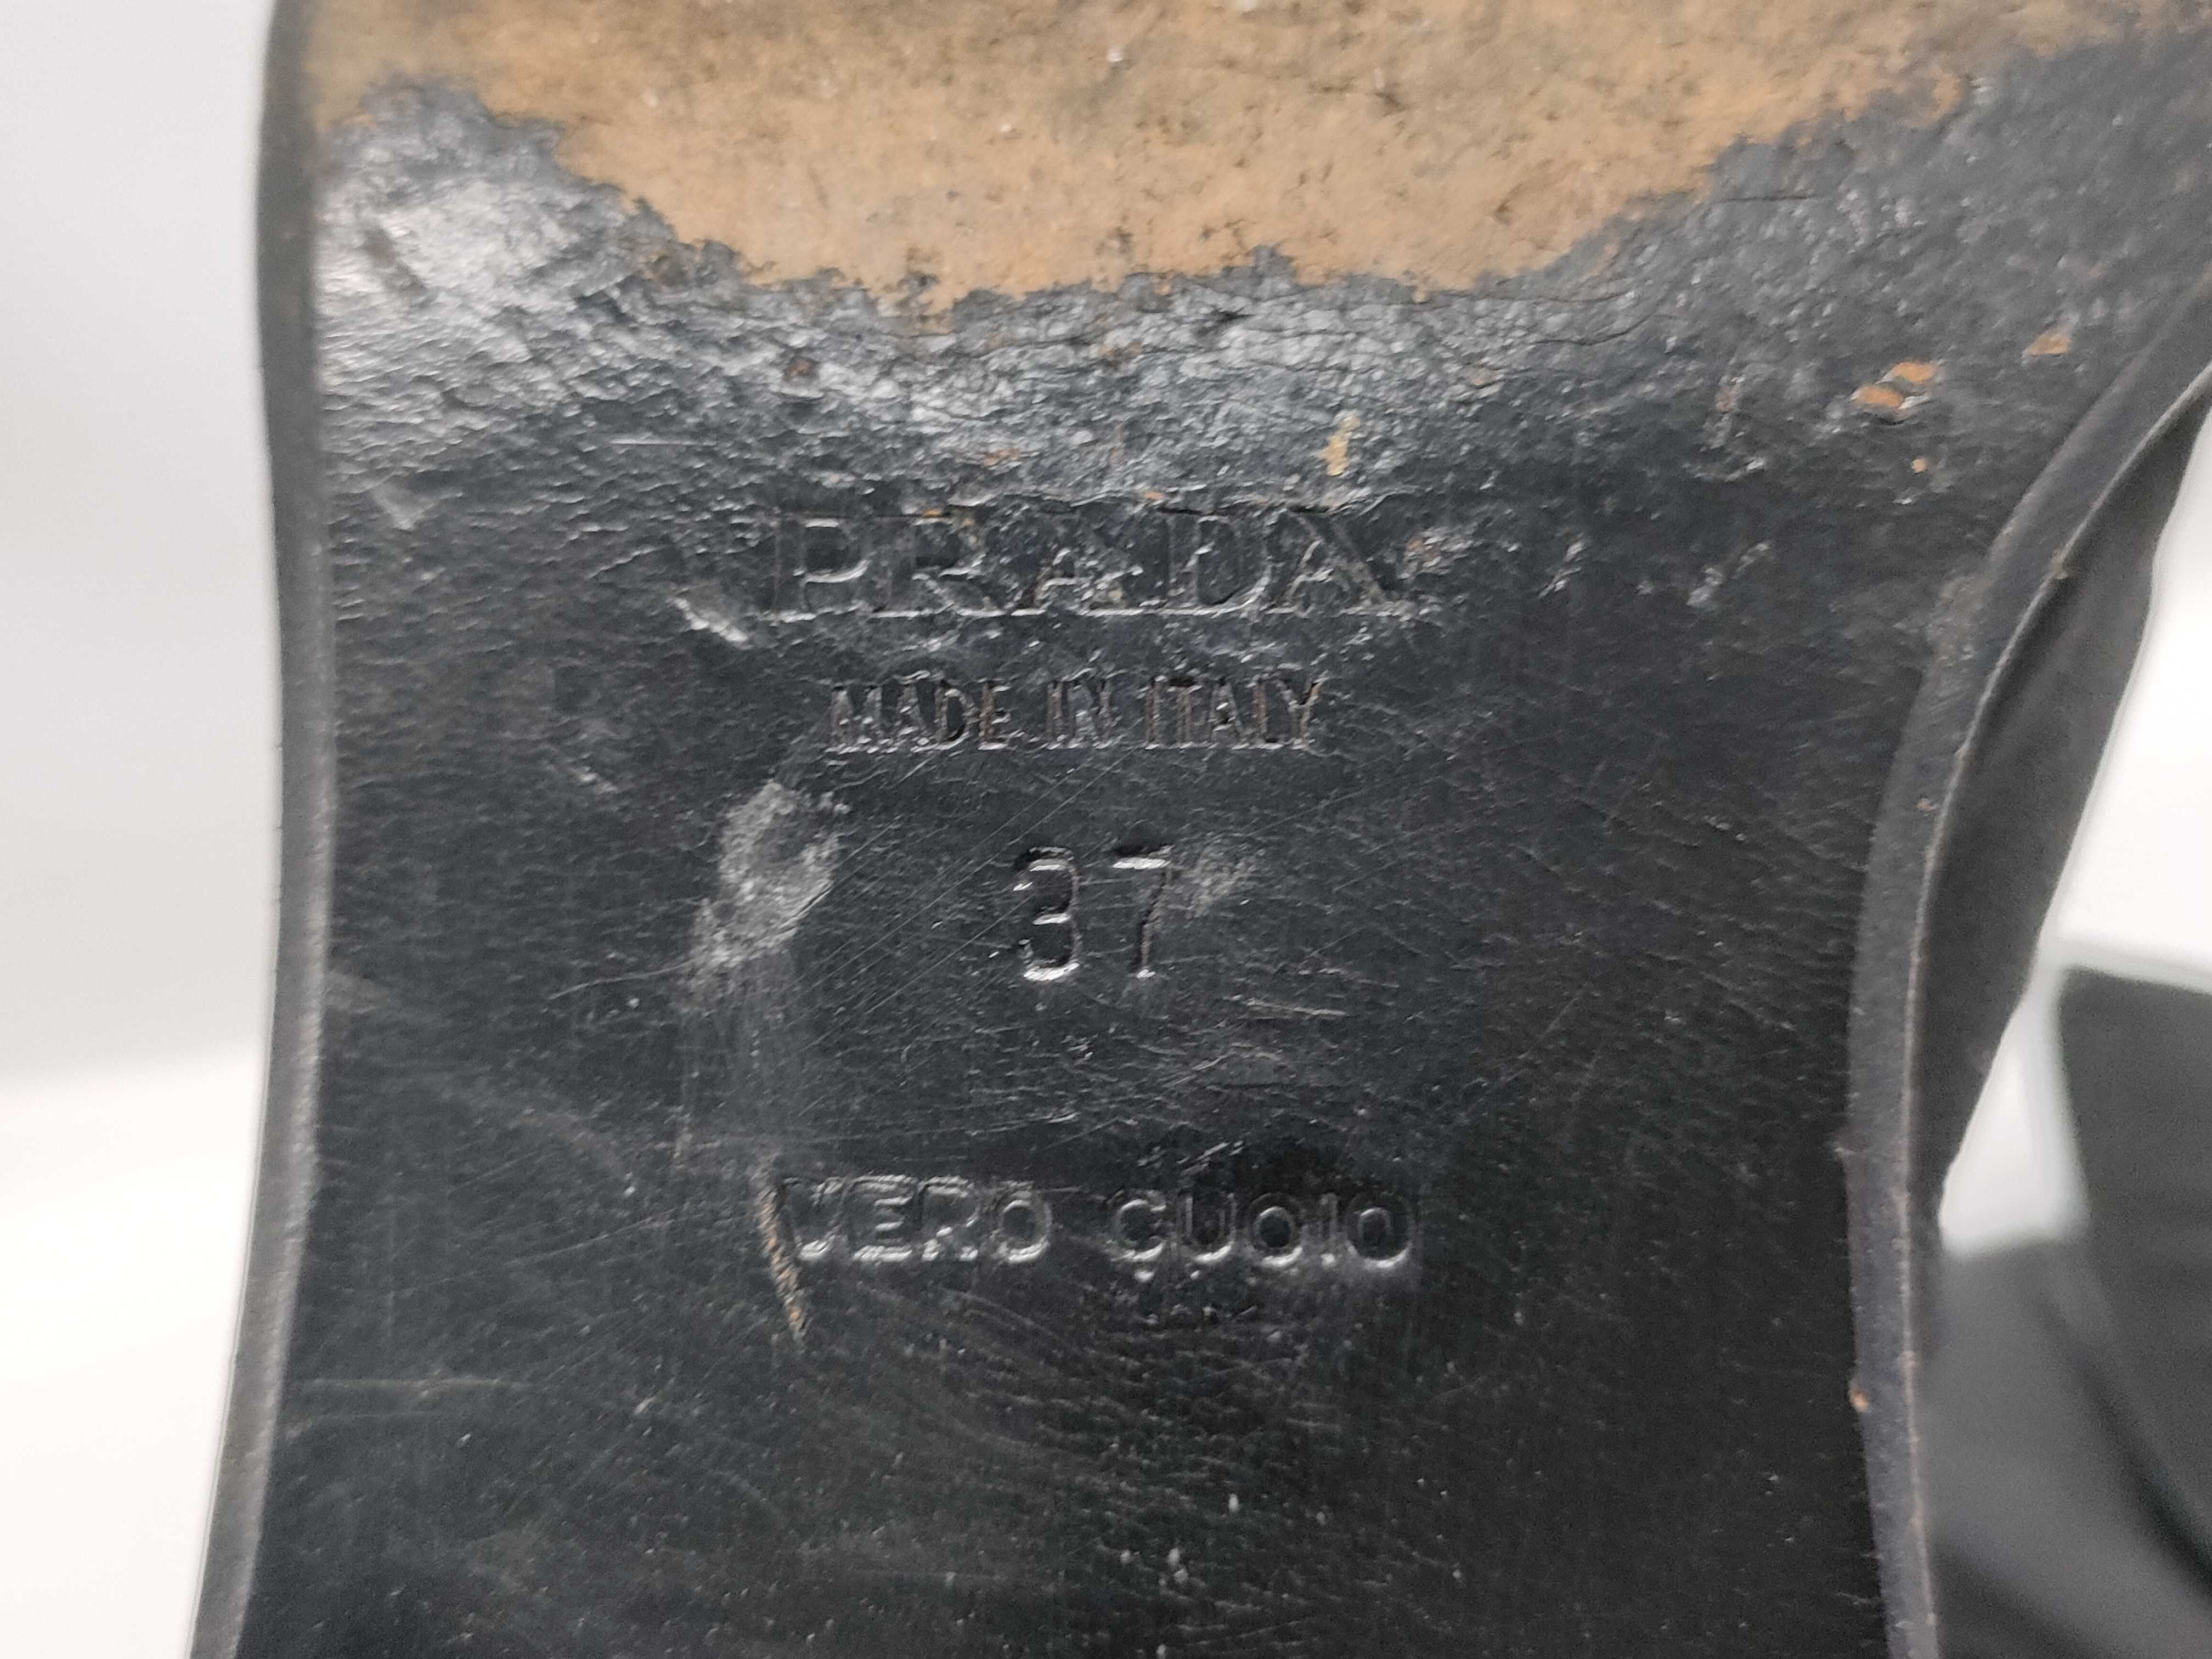 PRADA
MADE IN ITALY
37
VERO CUOIO